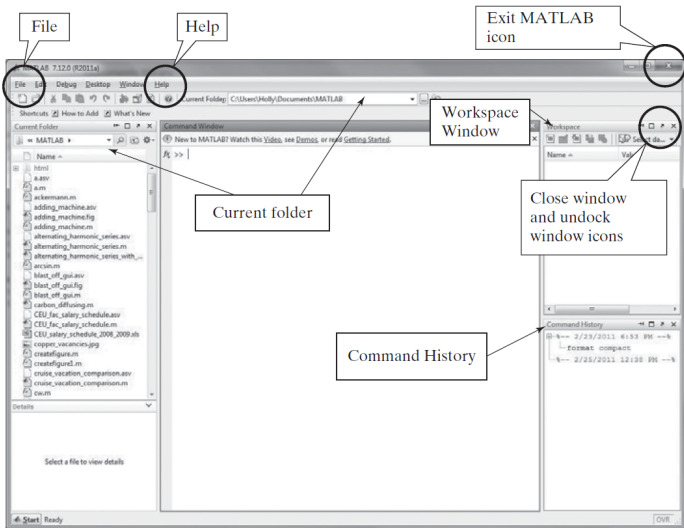 File
Help
Exit MATLAB
icon
MATLAB 7.12.0 (R2011a)
File Edit Debug Desktop Window Help
Current Folder: C:\Users\Holly\Documents\MATLAB
Shortcuts How to Add What's New
Current Folder
« MATLAB
Name
html
a.asv
a.m
ackermann.m
adding_machine.asv
adding_machine.fig
adding_machine.m
alternating_harmonic_series.asv
alternating_harmonic_series.m
alternating_harmonic_series_with_...
arcsin.m
blast_off_gui.asv
blast_off_gui.fig
blast_off_gui.m
carbon_diffusing.m
CEU_fac_salary_schedule.asv
CEU_fac_salary_schedule.m
CEU_salary_schedule_2008_2009.xls
copper_vacancies.jpg
createfigure.m
createfigure1.m
cruise_vacation_comparison.asv
cruise_vacation_comparison.m
cw.m
Details
Select a file to view details
Start Ready
Command Window
New to MATLAB? Watch this Video, see Demos, or read Getting Started.
fx >>
Current folder
Workspace
Window
Workspace
Select da...
Name Val
Close window
and undock
window icons
Command History
Command History
%-- 2/23/2011 6:53 PM --%
format compact
%-- 2/25/2011 12:38 PM --%
OVR